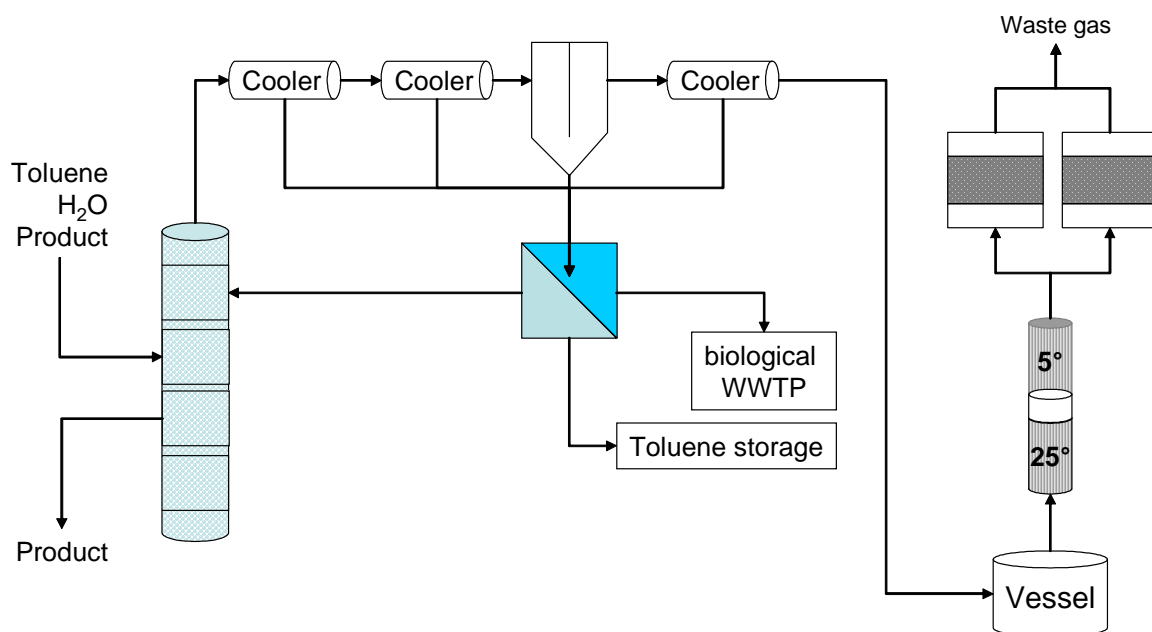 Waste gas
Cooler
Cooler
Cooler
Toluene
H₂O
Product
5°
biological
WWTP
25°
Toluene storage
Product
Vessel